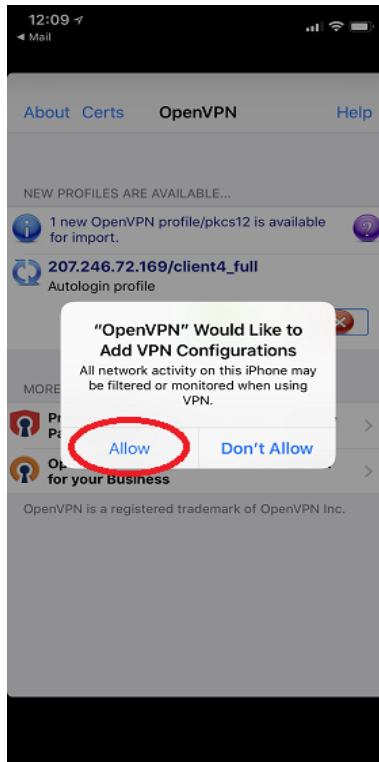 12:09
Mail
About Certs OpenVPN Help
NEW PROFILES ARE AVAILABLE...
1 new OpenVPN profile/pkcs12 is available
for import.
207.246.72.169/client4_full
Autologin profile
"OpenVPN" Would Like to
Add VPN Configurations
All network activity on this iPhone may
be filtered or monitored when using
VPN.
Allow Don't Allow
MORE
for your Business
OpenVPN is a registered trademark of OpenVPN Inc.